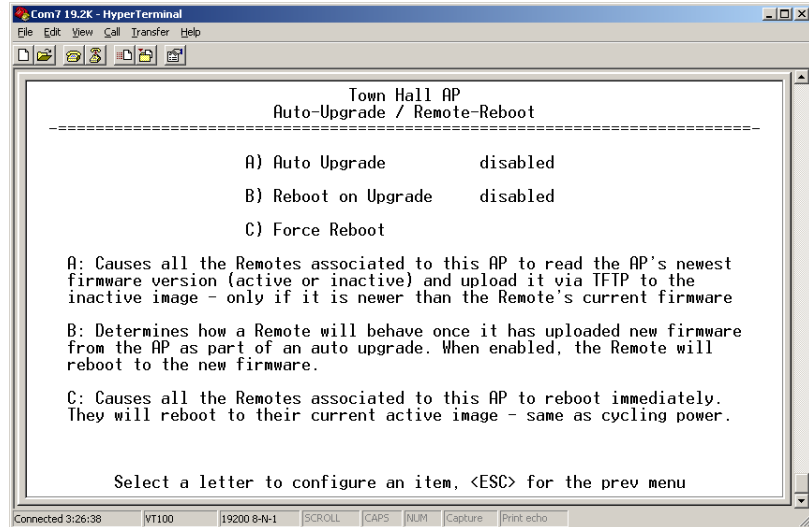 Com7 19.2K - HyperTerminal
File Edit View Call Transfer Help
Town Hall AP
Auto-Upgrade / Remote-Reboot
-==========================================================================-
A) Auto Upgrade disabled
B) Reboot on Upgrade disabled
C) Force Reboot
A: Causes all the Remotes associated to this AP to read the AP's newest
firmware version (active or inactive) and upload it via TFTP to the
inactive image - only if it is newer than the Remote's current firmware
B: Determines how a Remote will behave once it has uploaded new firmware
from the AP as part of an auto upgrade. When enabled, the Remote will
reboot to the new firmware.
C: Causes all the Remotes associated to this AP to reboot immediately.
They will reboot to their current active image - same as cycling power.
Select a letter to configure an item, <ESC> for the prev menu
Connected 3:26:38 VT100 19200 8-N-1 SCROLL CAPS NUM Capture Print echo